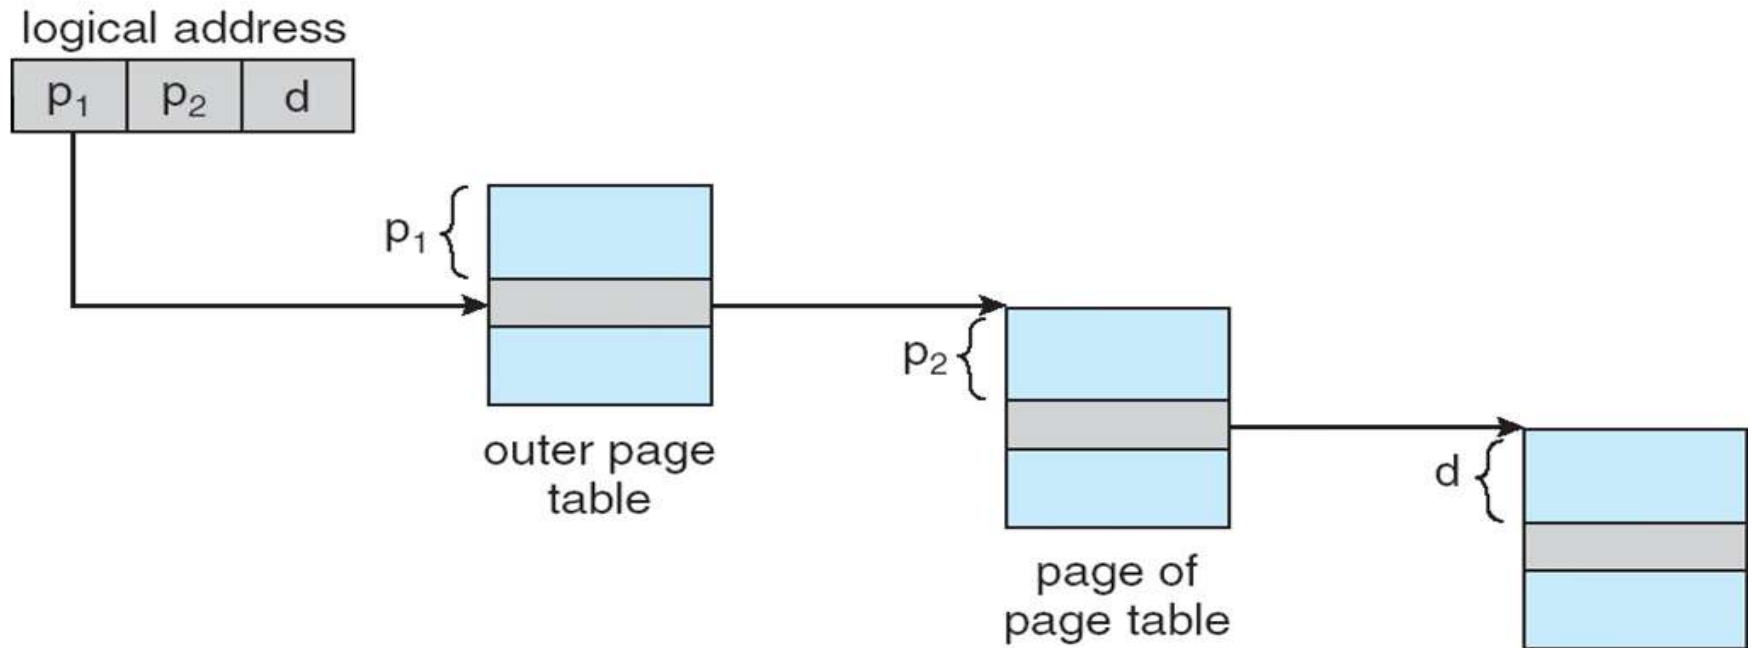 logical address
p₁ p₂ d
p₁
outer page
table
p₂
page of
page table
d